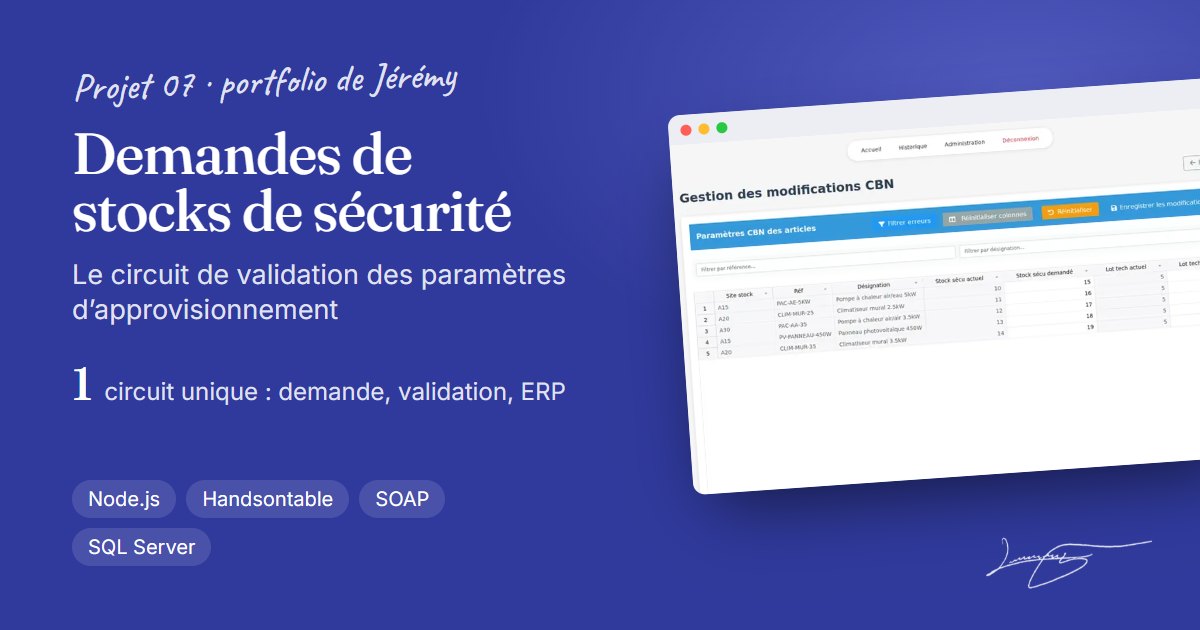 Projet 07 · portfolio de Jérémy
Demandes de
stocks de sécurité
Le circuit de validation des paramètres
d’approvisionnement
1 circuit unique : demande, validation, ERP
Node.js Handsontable SOAP
SQL Server
Accueil Historique Administration Déconnexion
Gestion des modifications CBN
Paramètres CBN des articles Filtrer erreurs Réinitialiser colonnes Réinitialiser Enregistrer les modificatio
Filtrer par référence... Filtrer par désignation...
Site stock Réf Désignation Stock sécu actuel Stock sécu demandé Lot tech actuel Lot tech
1 A15 PAC-AE-5KW Pompe à chaleur air/eau 5kW 10 15 5
2 A20 CLIM-MUR-25 Climatiseur mural 2.5kW 11 16 5
3 A30 PAC-AA-35 Pompe à chaleur air/air 3.5kW 12 17 5
4 A15 PV-PANNEAU-450W Panneau photovoltaïque 450W 13 18 5
5 A20 CLIM-MUR-35 Climatiseur mural 3.5kW 14 19 5